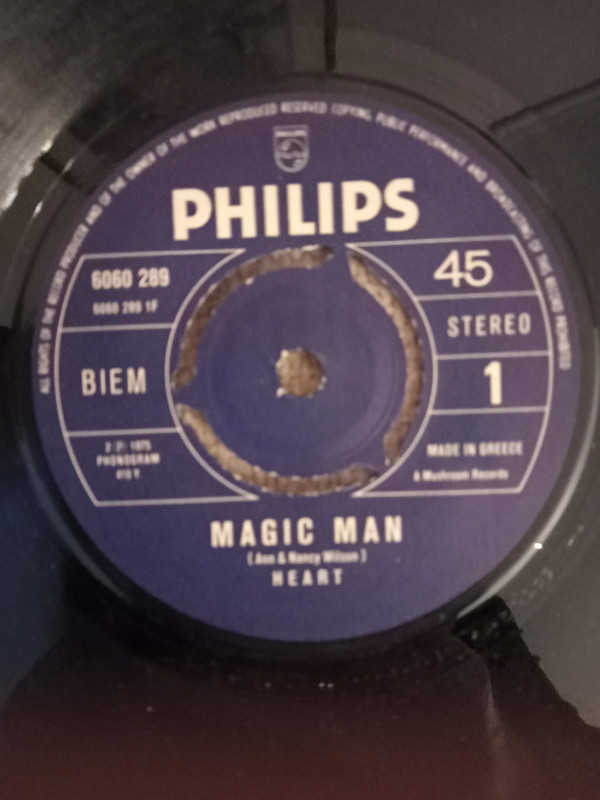 ALL RIGHTS OF THE RECORD PRODUCER AND OF THE OWNER OF THE WORK REPRODUCED RESERVED COPYING, PUBLIC PERFORMANCE AND BROADCASTING OF THIS RECORD PROHIBITED
PHILIPS
PHILIPS
6060 289
6060 289 1F
BIEM
1975
PHONOGRAM
45
STEREO
1
MADE IN GREECE
A Mushroom Records
MAGIC MAN
( Ann & Nancy Wilson )
HEART